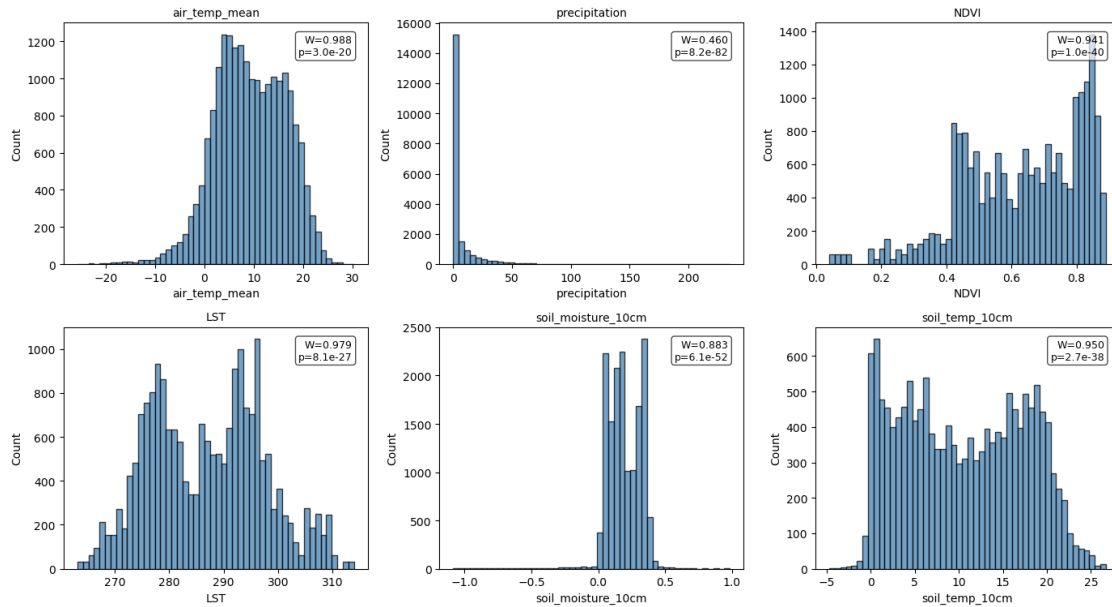 air_temp_mean
1200
1000
800
600
400
200
0
Count
W=0.988
p=3.0e-20
−20
−10
0
10
20
30
air_temp_mean
precipitation
16000
14000
12000
10000
8000
6000
4000
2000
0
Count
W=0.460
p=8.2e-82
0
50
100
150
200
precipitation
NDVI
1400
1200
1000
800
600
400
200
0
Count
W=0.941
p=1.0e-40
0.0
0.2
0.4
0.6
0.8
NDVI
LST
1000
800
600
400
200
0
Count
W=0.979
p=8.1e-27
270
280
290
300
310
LST
soil_moisture_10cm
2500
2000
1500
1000
500
0
Count
W=0.883
p=6.1e-52
−1.0
−0.5
0.0
0.5
1.0
soil_moisture_10cm
soil_temp_10cm
600
500
400
300
200
100
0
Count
W=0.950
p=2.7e-38
−5
0
5
10
15
20
25
soil_temp_10cm